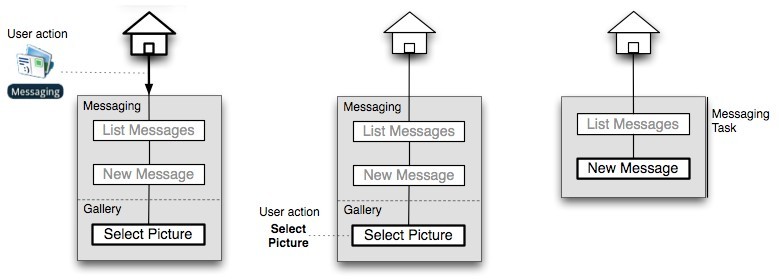 User action
Messaging
Messaging
List Messages
New Message
Gallery
Select Picture
Messaging
List Messages
New Message
Gallery
Select Picture
User action
Select
Picture
List Messages
New Message
Messaging
Task